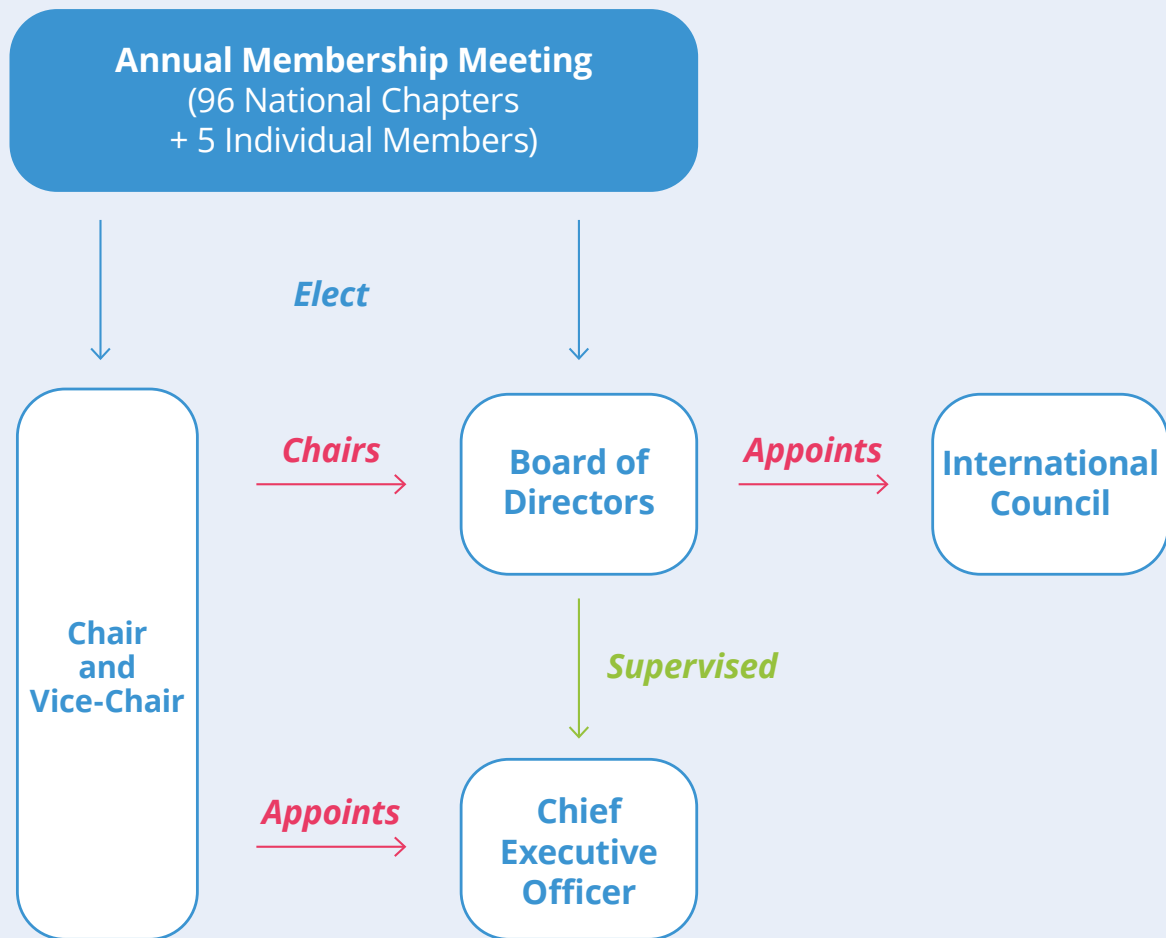 Annual Membership Meeting
(96 National Chapters
+ 5 Individual Members)
Elect
Chairs
Board of
Directors
Appoints
International
Council
Chair
and
Vice-Chair
Supervised
Appoints
Chief
Executive
Officer